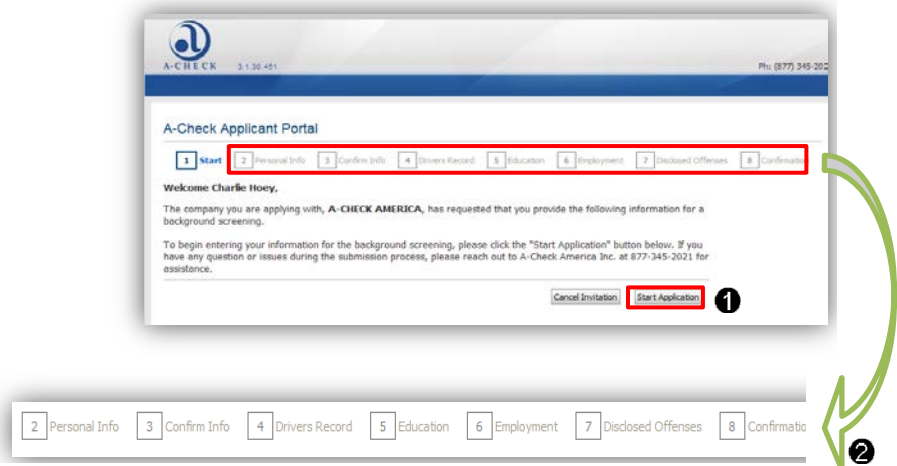 a
A-CHECK 3.1.30.451 Ph: (877) 345-202
A-Check Applicant Portal
1 Start 2 Personal Info 3 Confirm Info 4 Drivers Record 5 Education 6 Employment 7 Disclosed Offenses 8 Confirmatio
Welcome Charlie Hoey,
The company you are applying with, A-CHECK AMERICA, has requested that you provide the following information for a
background screening.
To begin entering your information for the background screening, please click the "Start Application" button below. If you
have any question or issues during the submission process, please reach out to A-Check America Inc. at 877-345-2021 for
assistance.
Cancel Invitation Start Application 1
2 Personal Info 3 Confirm Info 4 Drivers Record 5 Education 6 Employment 7 Disclosed Offenses 8 Confirmatio
2